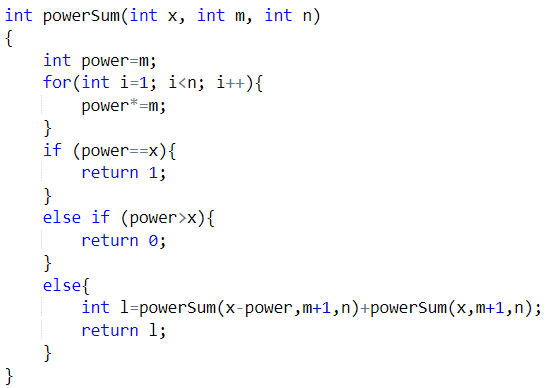 int powerSum(int x, int m, int n)
{
    int power=m;
    for(int i=1; i<n; i++){
        power*=m;
    }
    if (power==x){
        return 1;
    }
    else if (power>x){
        return 0;
    }
    else{
        int l=powerSum(x-power,m+1,n)+powerSum(x,m+1,n);
        return l;
    }
}